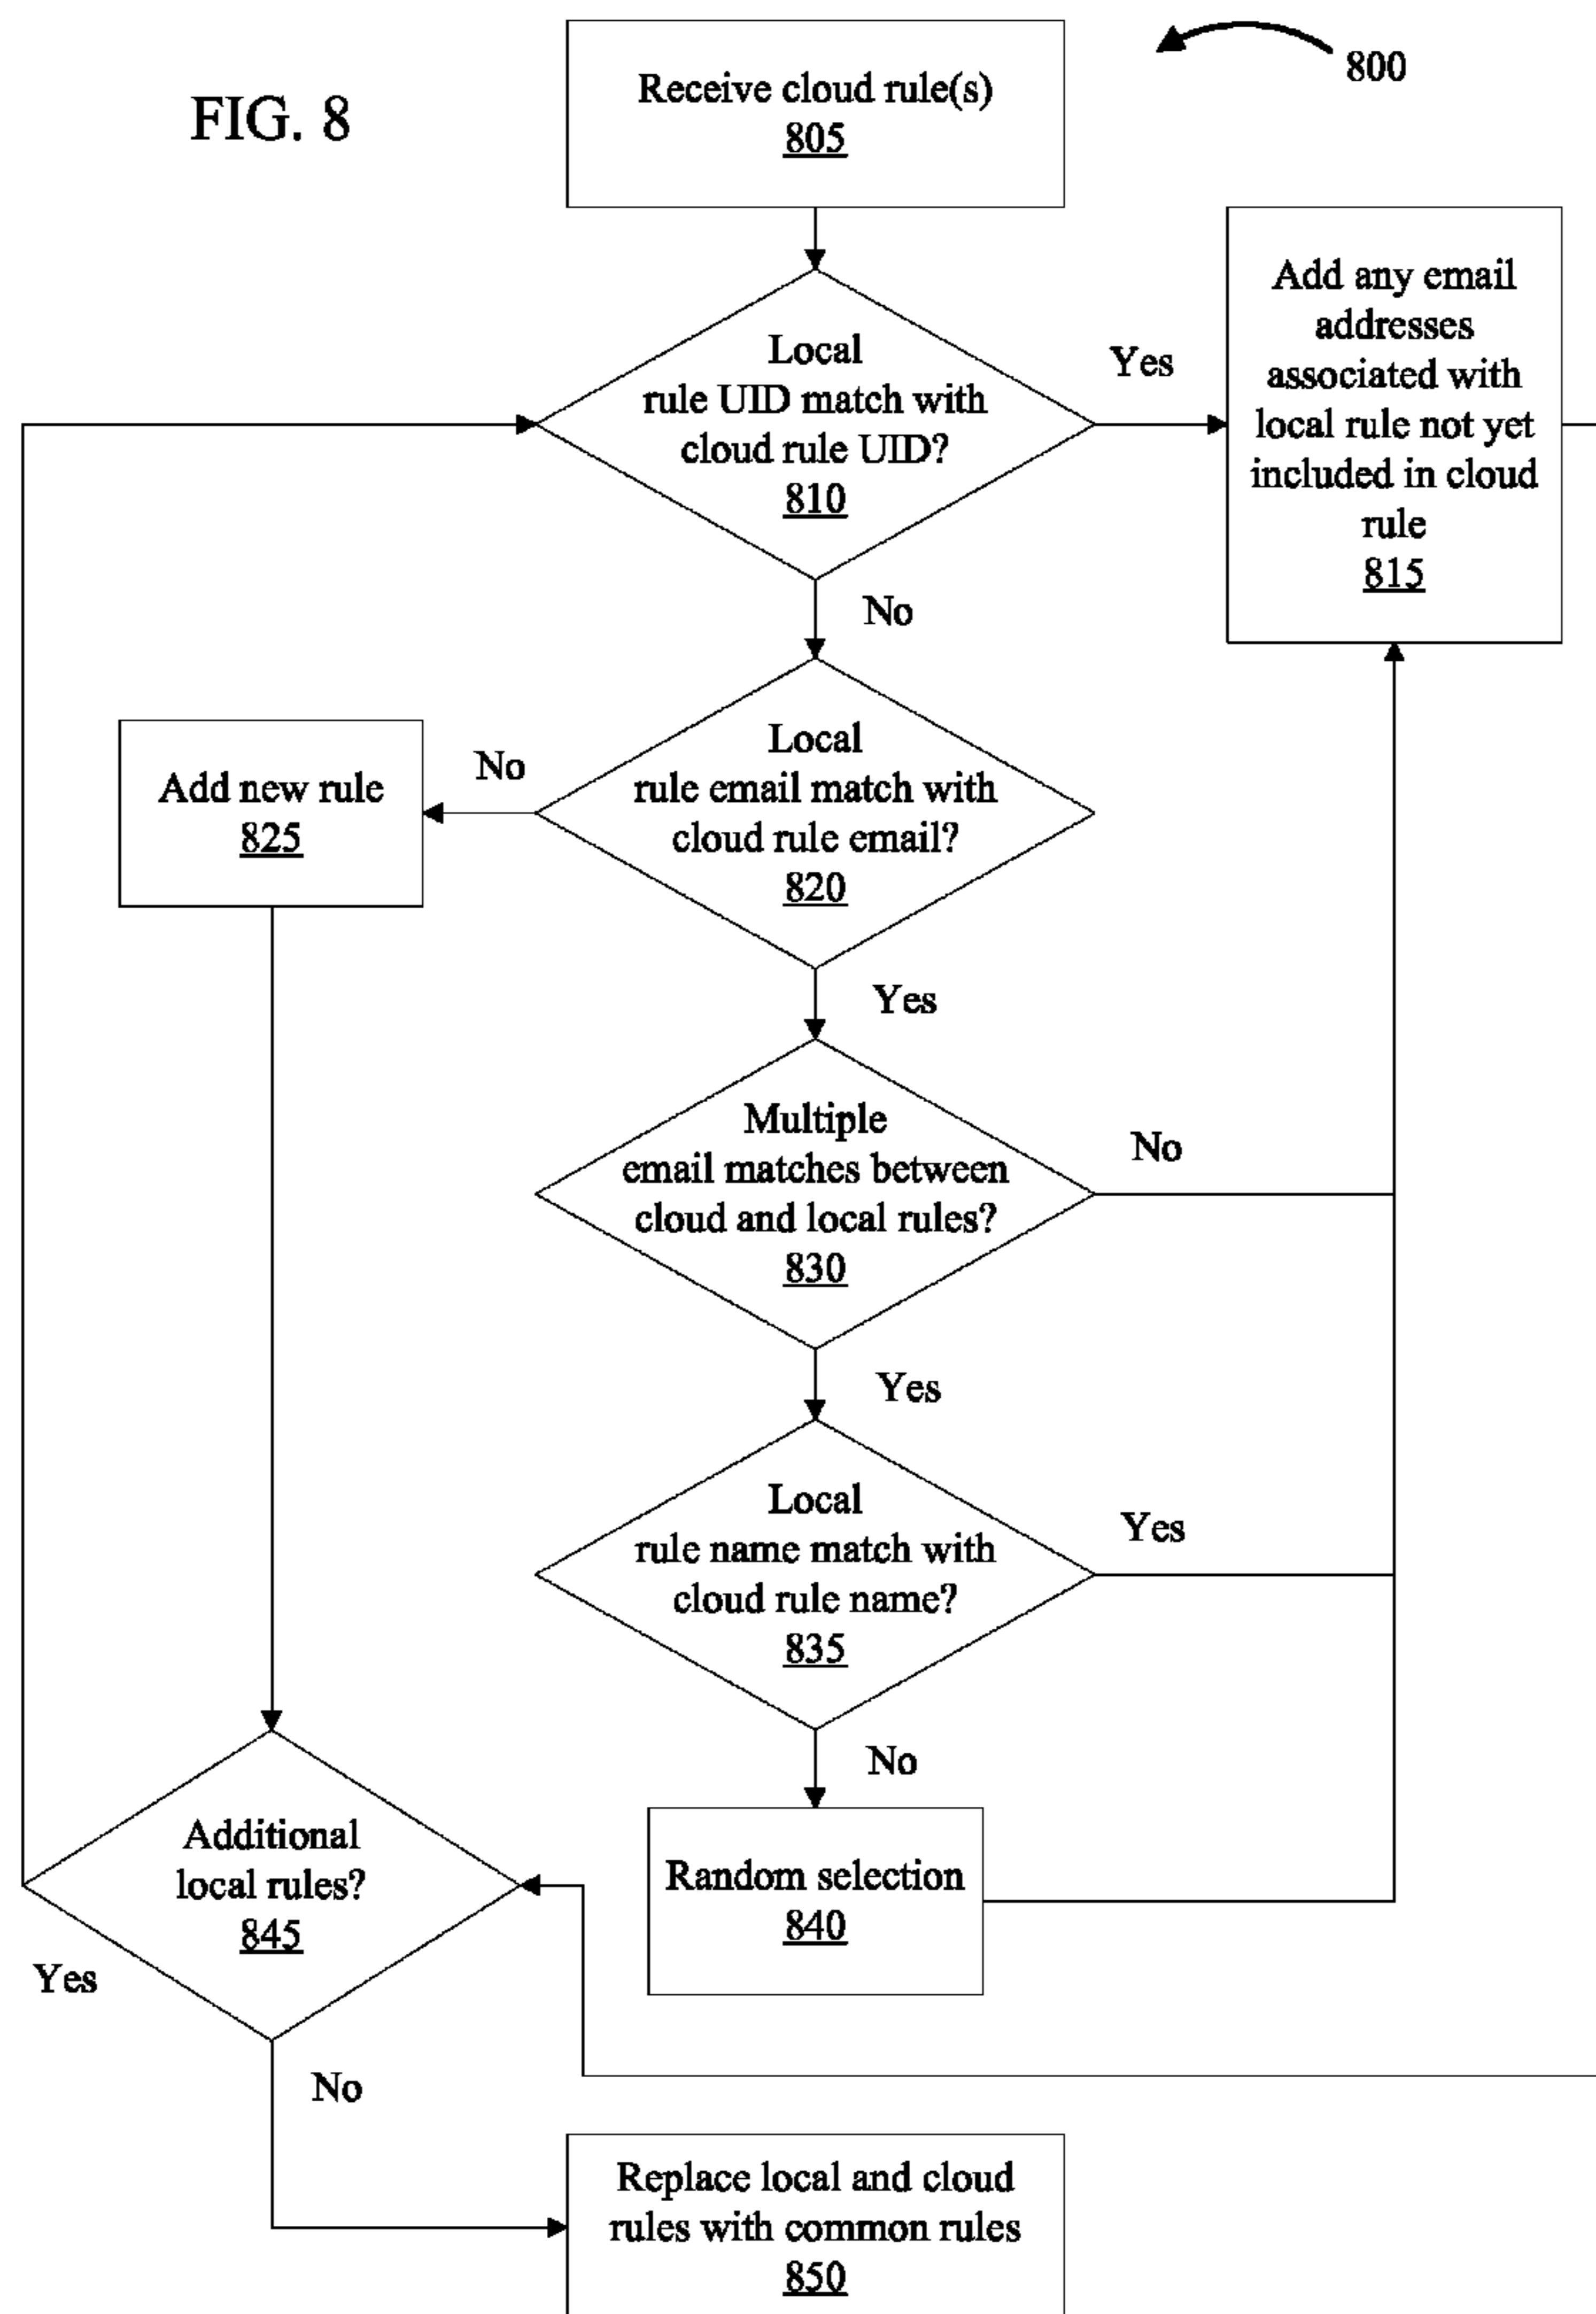 FIG. 8
800
Receive cloud rule(s)
805
Local
rule UID match with
cloud rule UID?
810
Yes
No
Add any email
addresses
associated with
local rule not yet
included in cloud
rule
815
Local
rule email match with
cloud rule email?
820
No
Yes
Add new rule
825
Multiple
email matches between
cloud and local rules?
830
No
Yes
Local
rule name match with
cloud rule name?
835
Yes
No
Random selection
840
Additional
local rules?
845
Yes
No
Replace local and cloud
rules with common rules
850